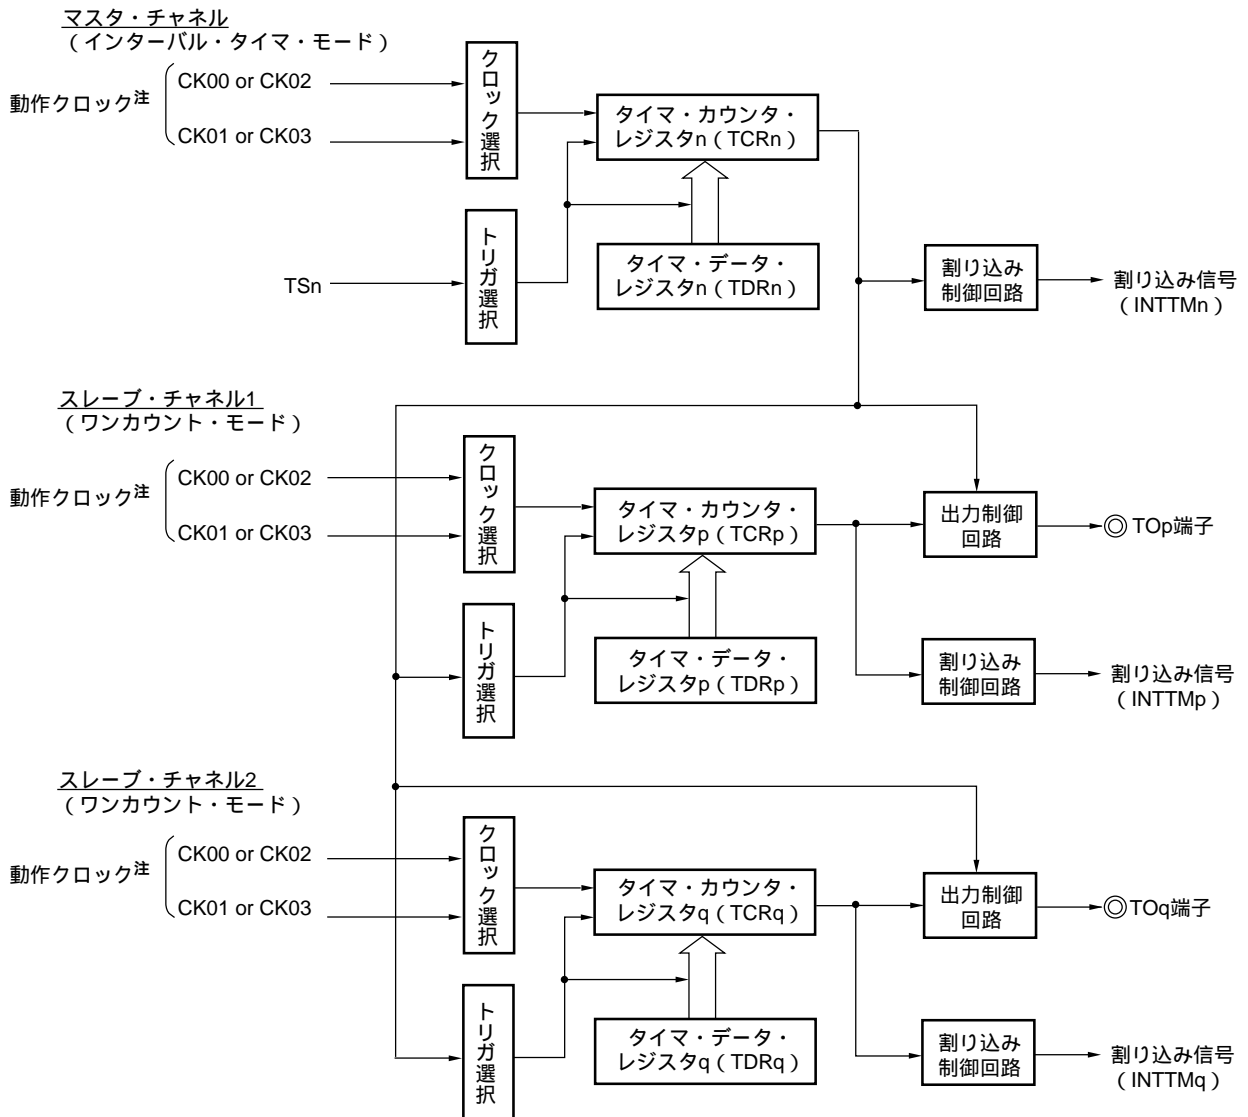 マスタ・チャネル
（インターバル・タイマ・モード）
動作クロック注
CK00 or CK02
CK01 or CK03
クロック選択
タイマ・カウンタ・
レジスタn（TCRn）
TSn
トリガ選択
タイマ・データ・
レジスタn（TDRn）
割り込み
制御回路
割り込み信号
（INTTMn）
スレーブ・チャネル1
（ワンカウント・モード）
動作クロック注
CK00 or CK02
CK01 or CK03
クロック選択
タイマ・カウンタ・
レジスタp（TCRp）
出力制御
回路
TOp端子
トリガ選択
タイマ・データ・
レジスタp（TDRp）
割り込み
制御回路
割り込み信号
（INTTMp）
スレーブ・チャネル2
（ワンカウント・モード）
動作クロック注
CK00 or CK02
CK01 or CK03
クロック選択
タイマ・カウンタ・
レジスタq（TCRq）
出力制御
回路
TOq端子
トリガ選択
タイマ・データ・
レジスタq（TDRq）
割り込み
制御回路
割り込み信号
（INTTMq）